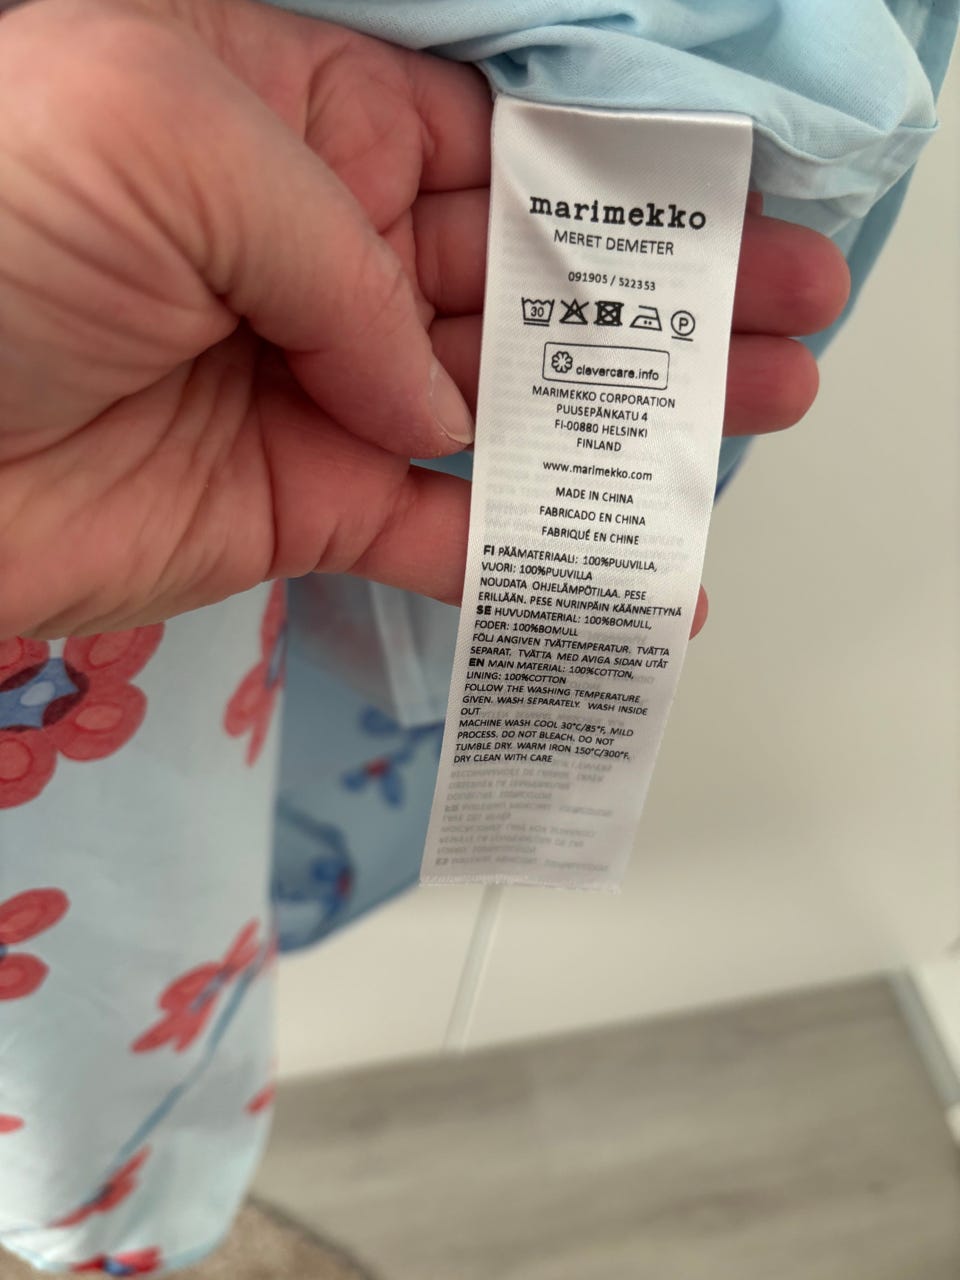 marimekko
MERET DEMETER
091905 / 522353
30
P
clevercare.info
MARIMEKKO CORPORATION
PUUSEPÄNKATU 4
FI-00880 HELSINKI
FINLAND
www.marimekko.com
MADE IN CHINA
FABRICADO EN CHINA
FABRIQUÉ EN CHINE
FI PÄÄMATERIAALI: 100%PUUVILLA,
VUORI: 100%PUUVILLA
NOUDATA OHJELÄMPÖTILAA. PESE
ERILLÄÄN. PESE NURINPÄIN KÄÄNNETTYNÄ
SE HUVUDMATERIAL: 100%BOMULL,
FODER: 100%BOMULL
FÖLJ ANGIVEN TVÄTTEMPERATUR. TVÄTTA
SEPARAT. TVÄTTA MED AVIGA SIDAN UTÅT
EN MAIN MATERIAL: 100%COTTON,
LINING: 100%COTTON
FOLLOW THE WASHING TEMPERATURE
GIVEN. WASH SEPARATELY. WASH INSIDE
OUT
MACHINE WASH COOL 30°C/85°F, MILD
PROCESS. DO NOT BLEACH. DO NOT
TUMBLE DRY. WARM IRON 150°C/300°F,
DRY CLEAN WITH CARE